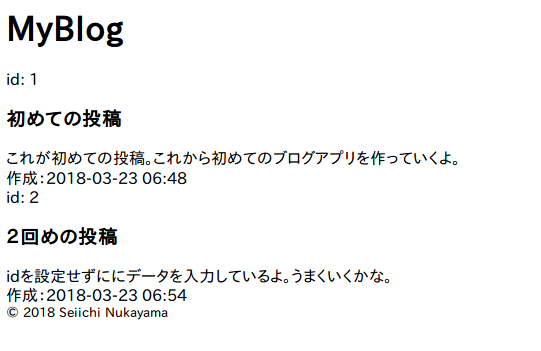 MyBlog
id: 1
初めての投稿
これが初めての投稿。これから初めてのブログアプリを作っていくよ。
作成:2018-03-23 06:48
id: 2
2回めの投稿
idを設定せずににデータを入力しているよ。うまくいくかな。
作成:2018-03-23 06:54
© 2018 Seiichi Nukayama